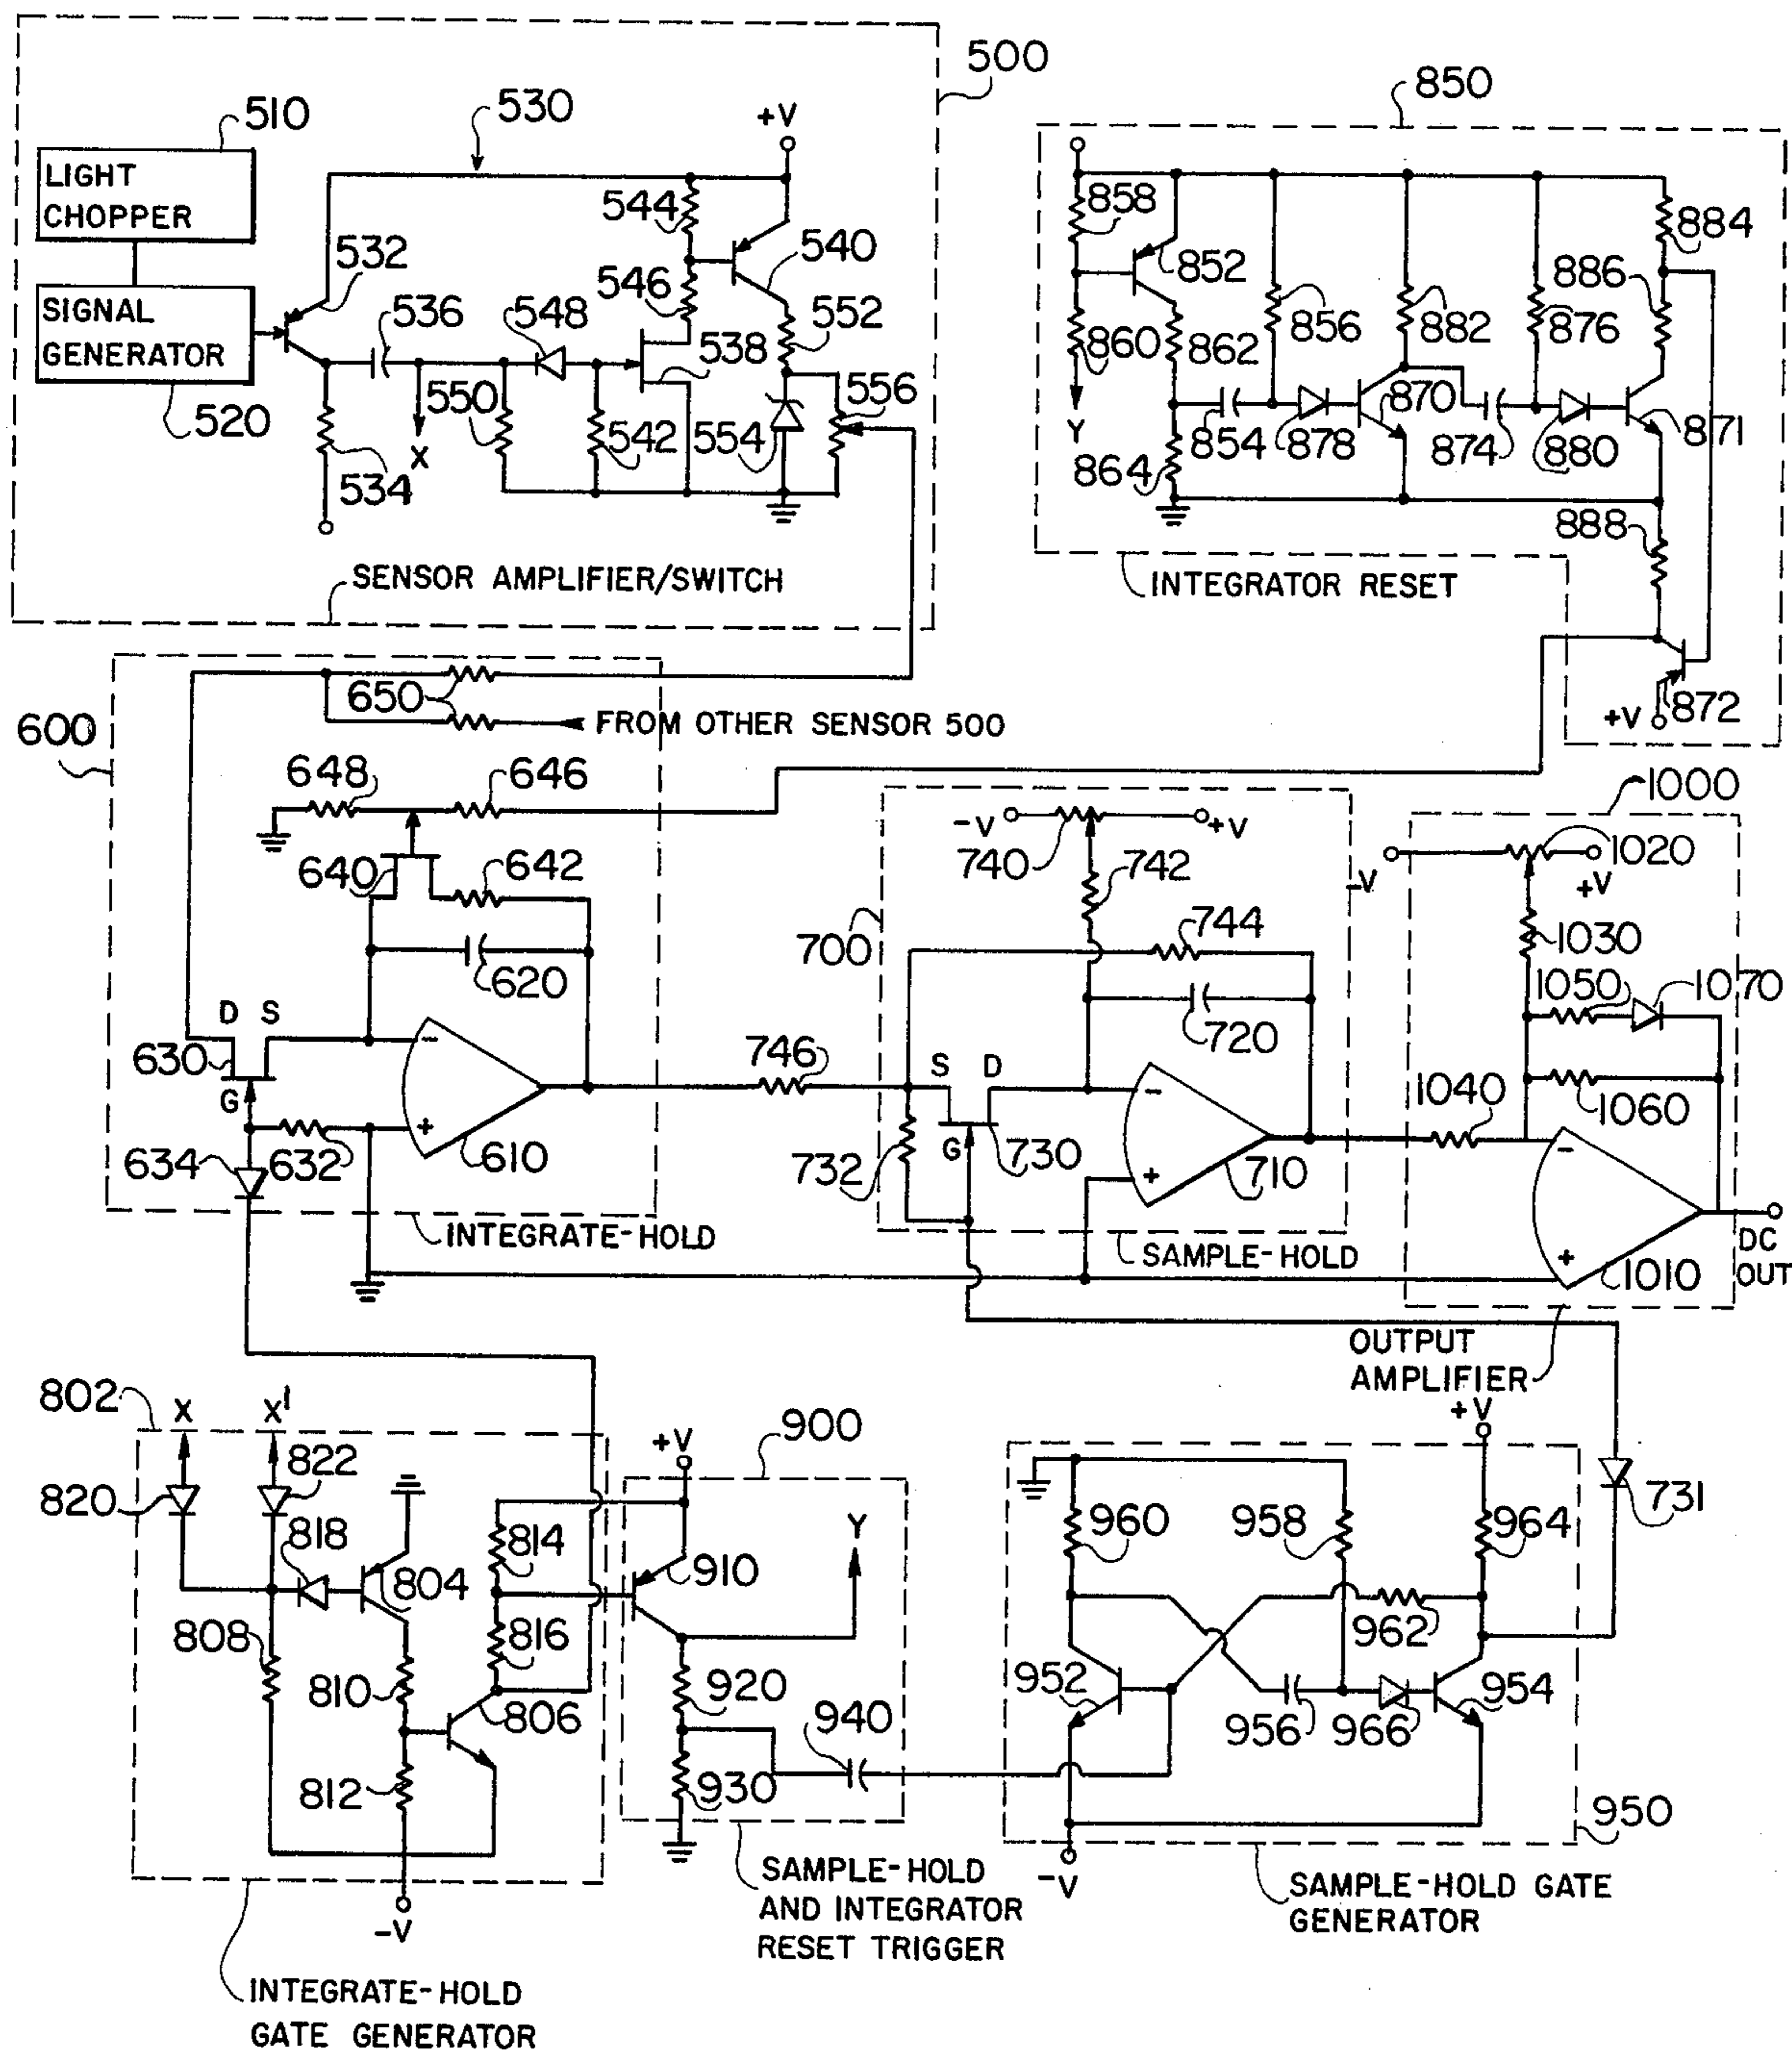 500
510
LIGHT
CHOPPER
530
+V
850
SIGNAL
GENERATOR
520
532
534
536
X
548
550
542
544
546
538
540
552
554
556
SENSOR AMPLIFIER/SWITCH
858
852
860
Y
862
864
854
856
878
882
870
874
876
880
884
886
871
888
872
+V
INTEGRATOR RESET
600
650
FROM OTHER SENSOR 500
648
646
640
642
620
D S
630
G
634
632
-
+
610
INTEGRATE-HOLD
700
-V
+V
740
742
744
720
746
S D
G
730
732
-
+
710
SAMPLE-HOLD
1000
-V
1020
+V
1030
1050
1070
1060
1040
-
+
1010
DC
OUT
OUTPUT
AMPLIFIER
802
X
X'
820
822
818
804
808
810
812
806
-V
814
816
INTEGRATE-HOLD
GATE GENERATOR
900
+V
910
Y
920
930
940
SAMPLE-HOLD
AND INTEGRATOR
RESET TRIGGER
+V
731
960
958
964
962
952
956
966
954
-V
950
SAMPLE-HOLD GATE
GENERATOR